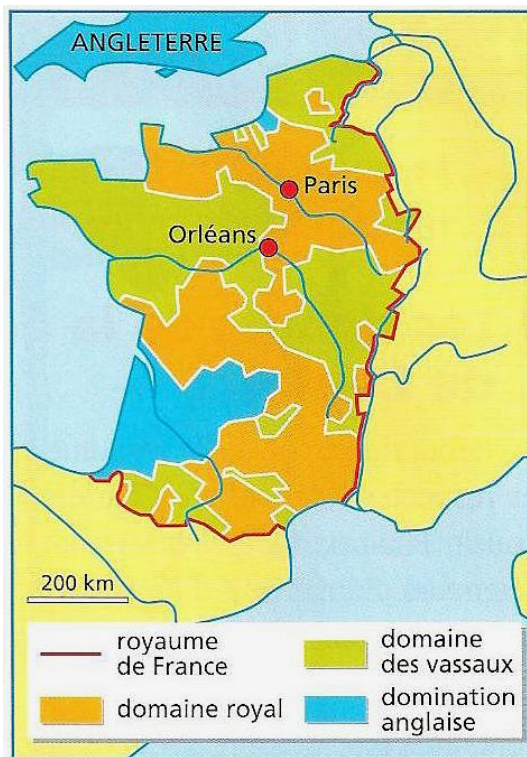 ANGLETERRE
Paris
Orléans
200 km
royaume
de France
domaine
des vassaux
domaine royal
domination
anglaise